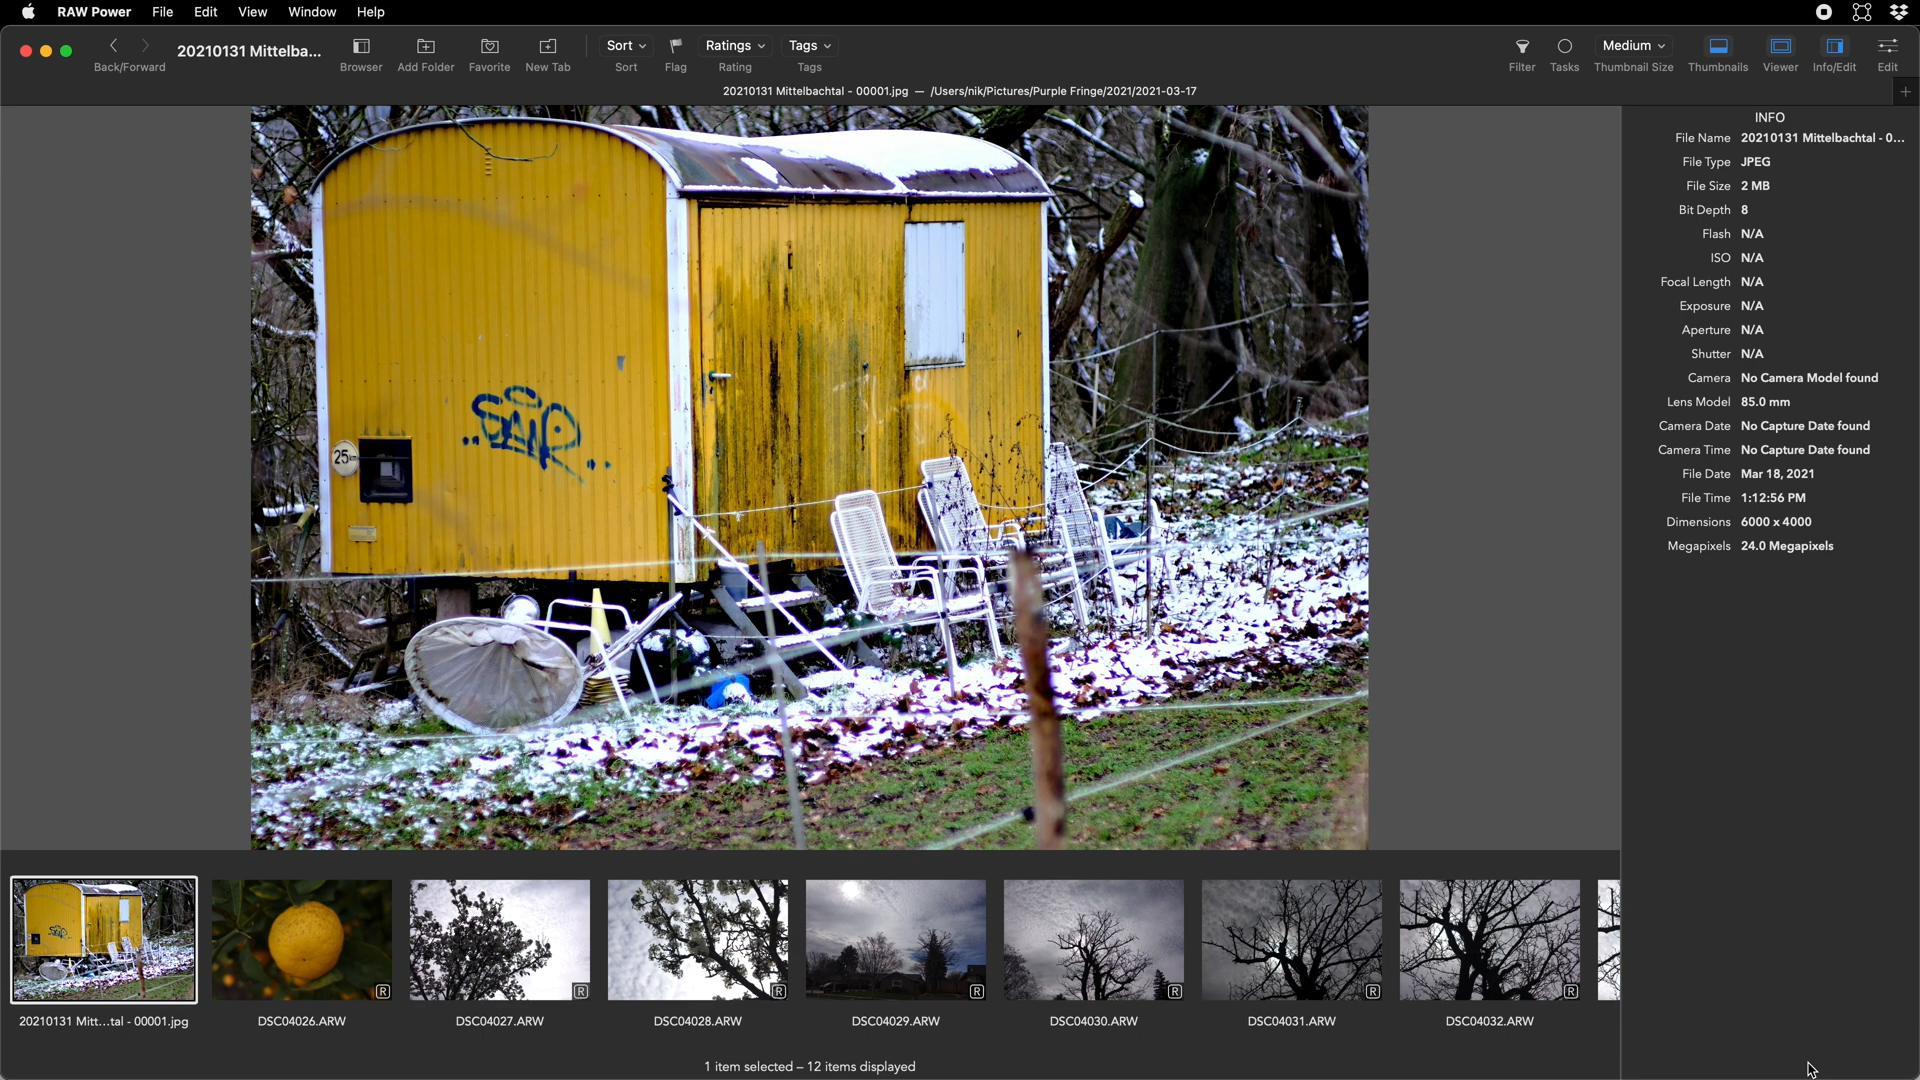 RAW Power File Edit View Window Help
20210131 Mittelba... Sort Ratings Tags Medium
Back/Forward Browser Add Folder Favorite New Tab Sort Flag Rating Tags Filter Tasks Thumbnail Size Thumbnails Viewer Info/Edit Edit
20210131 Mittelbachtal - 00001.jpg — /Users/nik/Pictures/Purple Fringe/2021/2021-03-17
INFO
File Name 20210131 Mittelbachtal - 0...
File Type JPEG
File Size 2 MB
Bit Depth 8
Flash N/A
ISO N/A
Focal Length N/A
Exposure N/A
Aperture N/A
Shutter N/A
Camera No Camera Model found
Lens Model 85.0 mm
Camera Date No Capture Date found
Camera Time No Capture Date found
File Date Mar 18, 2021
File Time 1:12:56 PM
Dimensions 6000 x 4000
Megapixels 24.0 Megapixels
25
R R R R R R R
20210131 Mitt...tal - 00001.jpg DSC04026.ARW DSC04027.ARW DSC04028.ARW DSC04029.ARW DSC04030.ARW DSC04031.ARW DSC04032.ARW
1 item selected – 12 items displayed